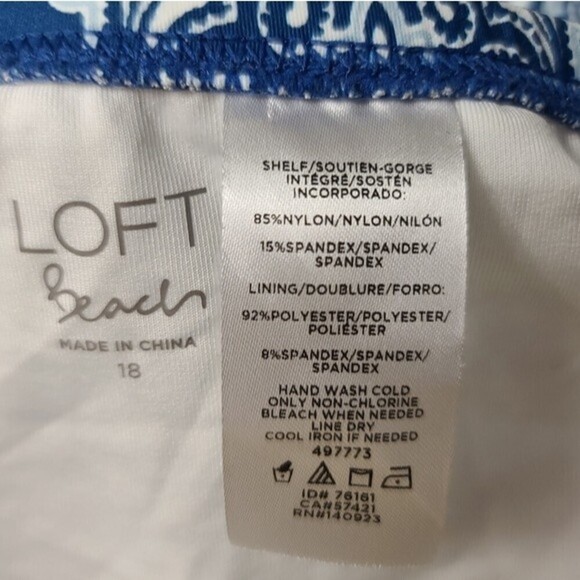 LOFT
Beach
MADE IN CHINA
18
SHELF/SOUTIEN-GORGE
INTÉGRÉ/SOSTÉN
INCORPORADO:
85%NYLON/NYLON/NILÓN
15%SPANDEX/SPANDEX/
SPANDEX
LINING/DOUBLURE/FORRO:
92%POLYESTER/POLYESTER/
POLIÉSTER
8%SPANDEX/SPANDEX/
SPANDEX
HAND WASH COLD
ONLY NON-CHLORINE
BLEACH WHEN NEEDED
LINE DRY
COOL IRON IF NEEDED
497773
ID# 76161
CA#57421
RN#140923